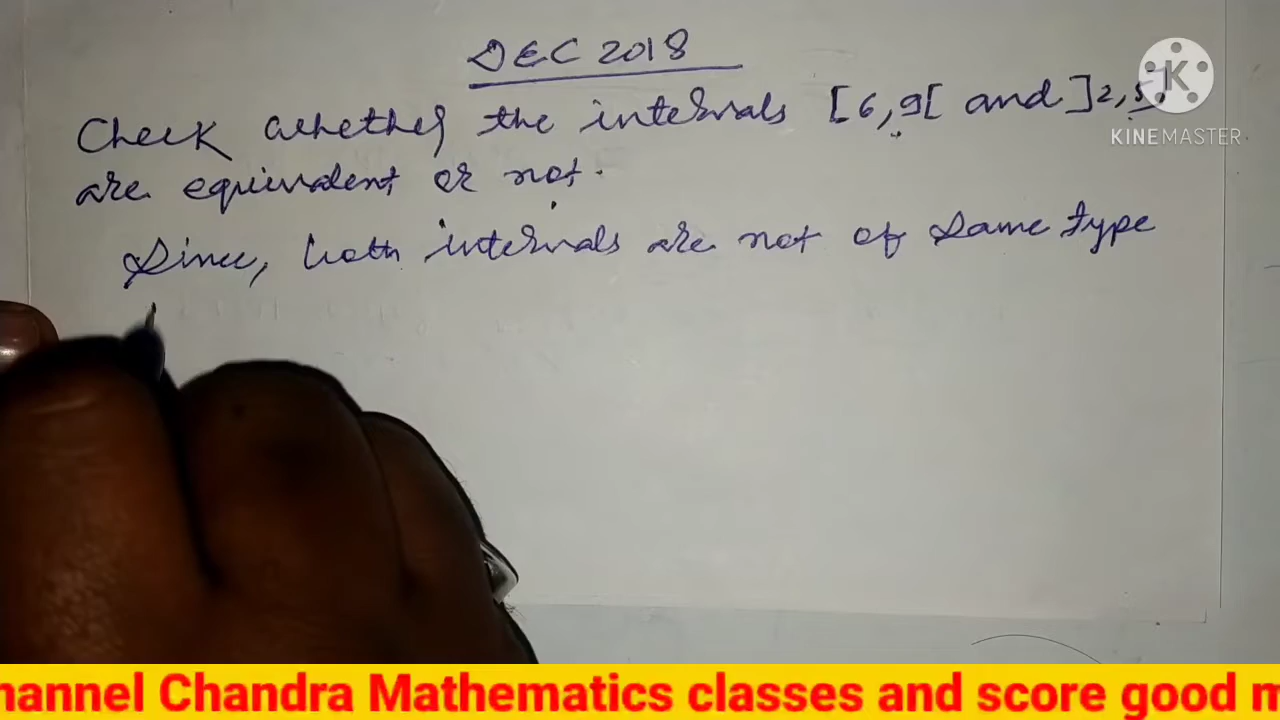 DEC 2018
Check whether the intervals [6,9[ and ]2,5
are equivalent or not.
Since, both intervals are not of same type
K
KINEMASTER
hannel Chandra Mathematics classes and score good m